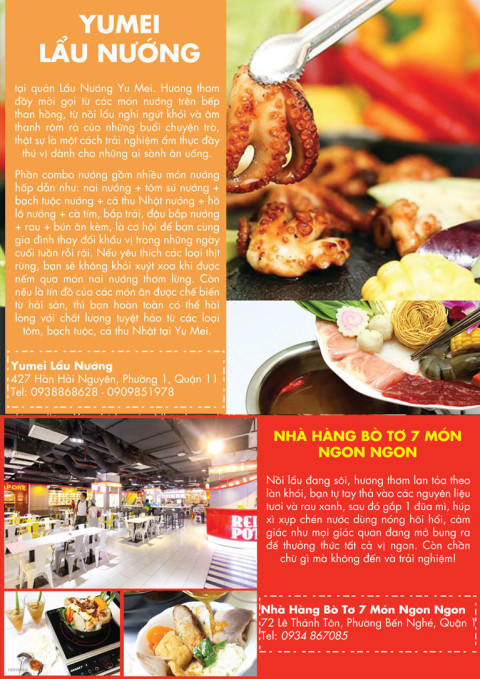 YUMEI
LẨU NƯỚNG
tại quán Lẩu Nướng Yu Mei. Hương thơm
đầy mời gọi từ các món nướng trên bếp
than hồng, từ nồi lẩu nghi ngút khói và âm
thanh rôm rả của những buổi chuyện trò,
thật sự là một cách trải nghiệm ẩm thực đầy
thú vị dành cho những ai sành ăn uống.
Phần combo nướng gồm nhiều món nướng
hấp dẫn như: nai nướng + tôm sú nướng +
bạch tuộc nướng + cá thu Nhật nướng + hồ
lô nướng + cà tím, bắp trái, đậu bắp nướng
+ rau + bún ăn kèm, là cơ hội để bạn cùng
gia đình thay đổi khẩu vị trong những ngày
cuối tuần rỗi rãi. Nếu yêu thích các loại thịt
rừng, bạn sẽ không khỏi xuýt xoa khi được
nếm qua món nai nướng thơm lừng. Còn
nếu là tín đồ của các món ăn được chế biến
từ hải sản, thì bạn hoàn toàn có thể hài
lòng với chất lượng tuyệt hảo từ các loại
tôm, bạch tuộc, cá thu Nhật tại Yu Mei.
Yumei Lẩu Nướng
427 Hàn Hải Nguyên, Phường 1, Quận 11
Tel: 0938868628 - 0909851978
NHÀ HÀNG BÒ TƠ 7 MÓN
NGON NGON
Nồi lẩu đang sôi, hương thơm lan tỏa theo
làn khói, bạn tự tay thả vào các nguyên liệu
tươi và rau xanh, sau đó gắp 1 đũa mì, húp
xì xụp chén nước dùng nóng hôi hổi, cảm
giác như mọi giác quan đang mở bung ra
để thưởng thức tất cả vị ngon. Còn chần
chừ gì mà không đến và trải nghiệm!
Nhà Hàng Bò Tơ 7 Món Ngon Ngon
72 Lê Thánh Tôn, Phường Bến Nghé, Quận 1
Tel: 0934 867085